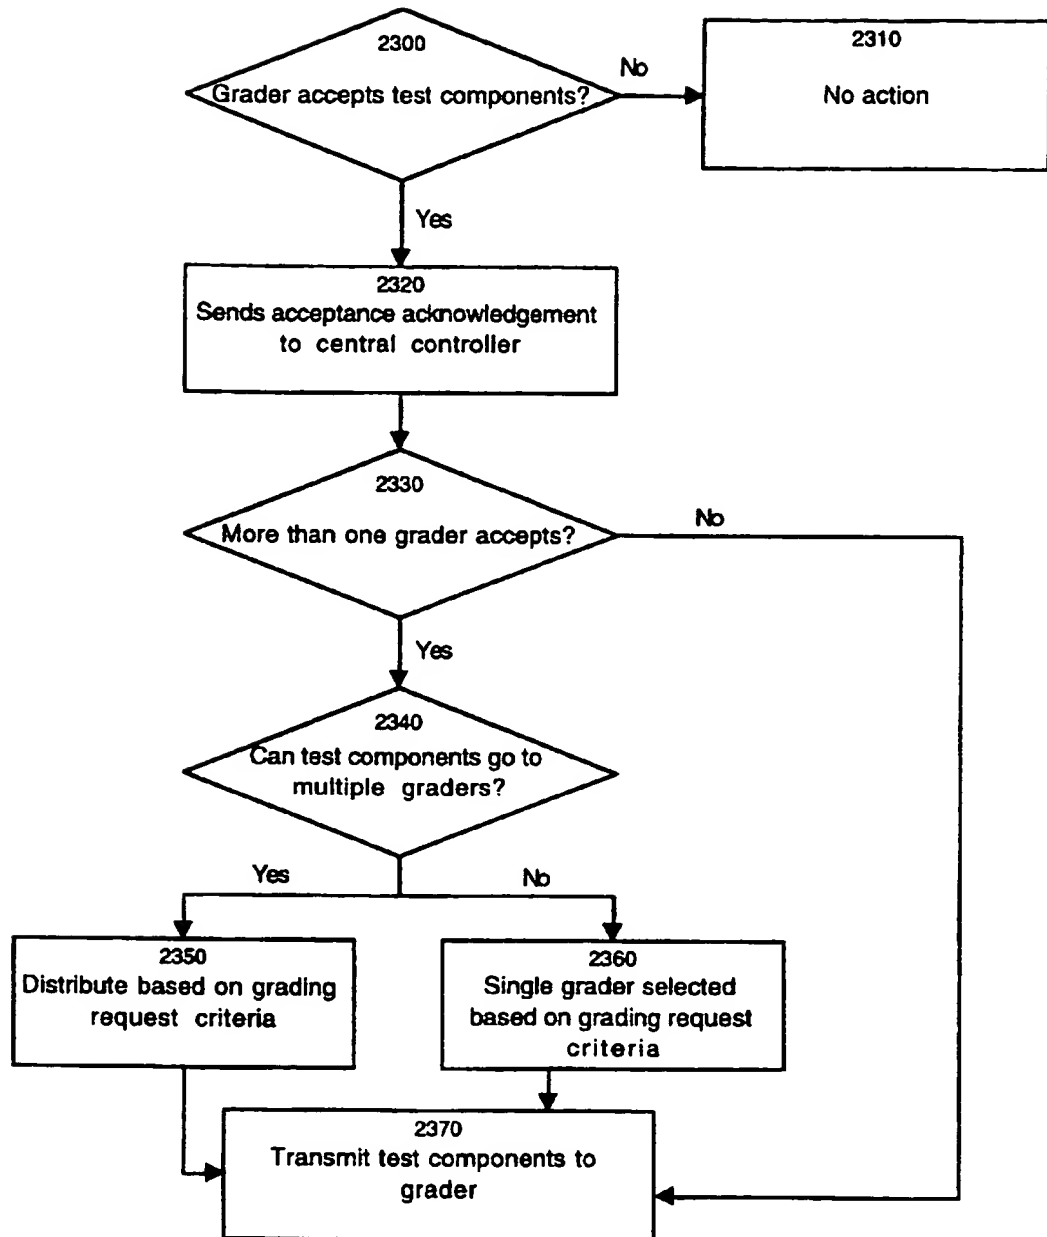 2300
Grader accepts test components?
No
2310
No action
Yes
2320
Sends acceptance acknowledgement
to central controller
2330
More than one grader accepts?
No
Yes
2340
Can test components go to
multiple graders?
Yes
No
2350
Distribute based on grading
request criteria
2360
Single grader selected
based on grading request
criteria
2370
Transmit test components to
grader